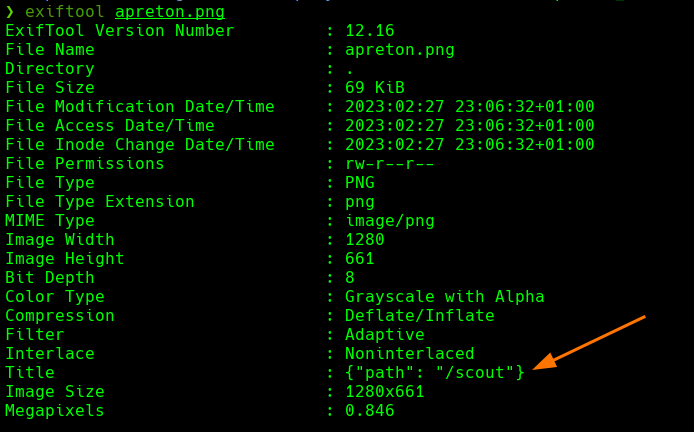 ❯ exiftool apreton.png
ExifTool Version Number : 12.16
File Name : apreton.png
Directory : .
File Size : 69 KiB
File Modification Date/Time : 2023:02:27 23:06:32+01:00
File Access Date/Time : 2023:02:27 23:06:32+01:00
File Inode Change Date/Time : 2023:02:27 23:06:32+01:00
File Permissions : rw-r--r--
File Type : PNG
File Type Extension : png
MIME Type : image/png
Image Width : 1280
Image Height : 661
Bit Depth : 8
Color Type : Grayscale with Alpha
Compression : Deflate/Inflate
Filter : Adaptive
Interlace : Noninterlaced
Title : {"path": "/scout"}
Image Size : 1280x661
Megapixels : 0.846